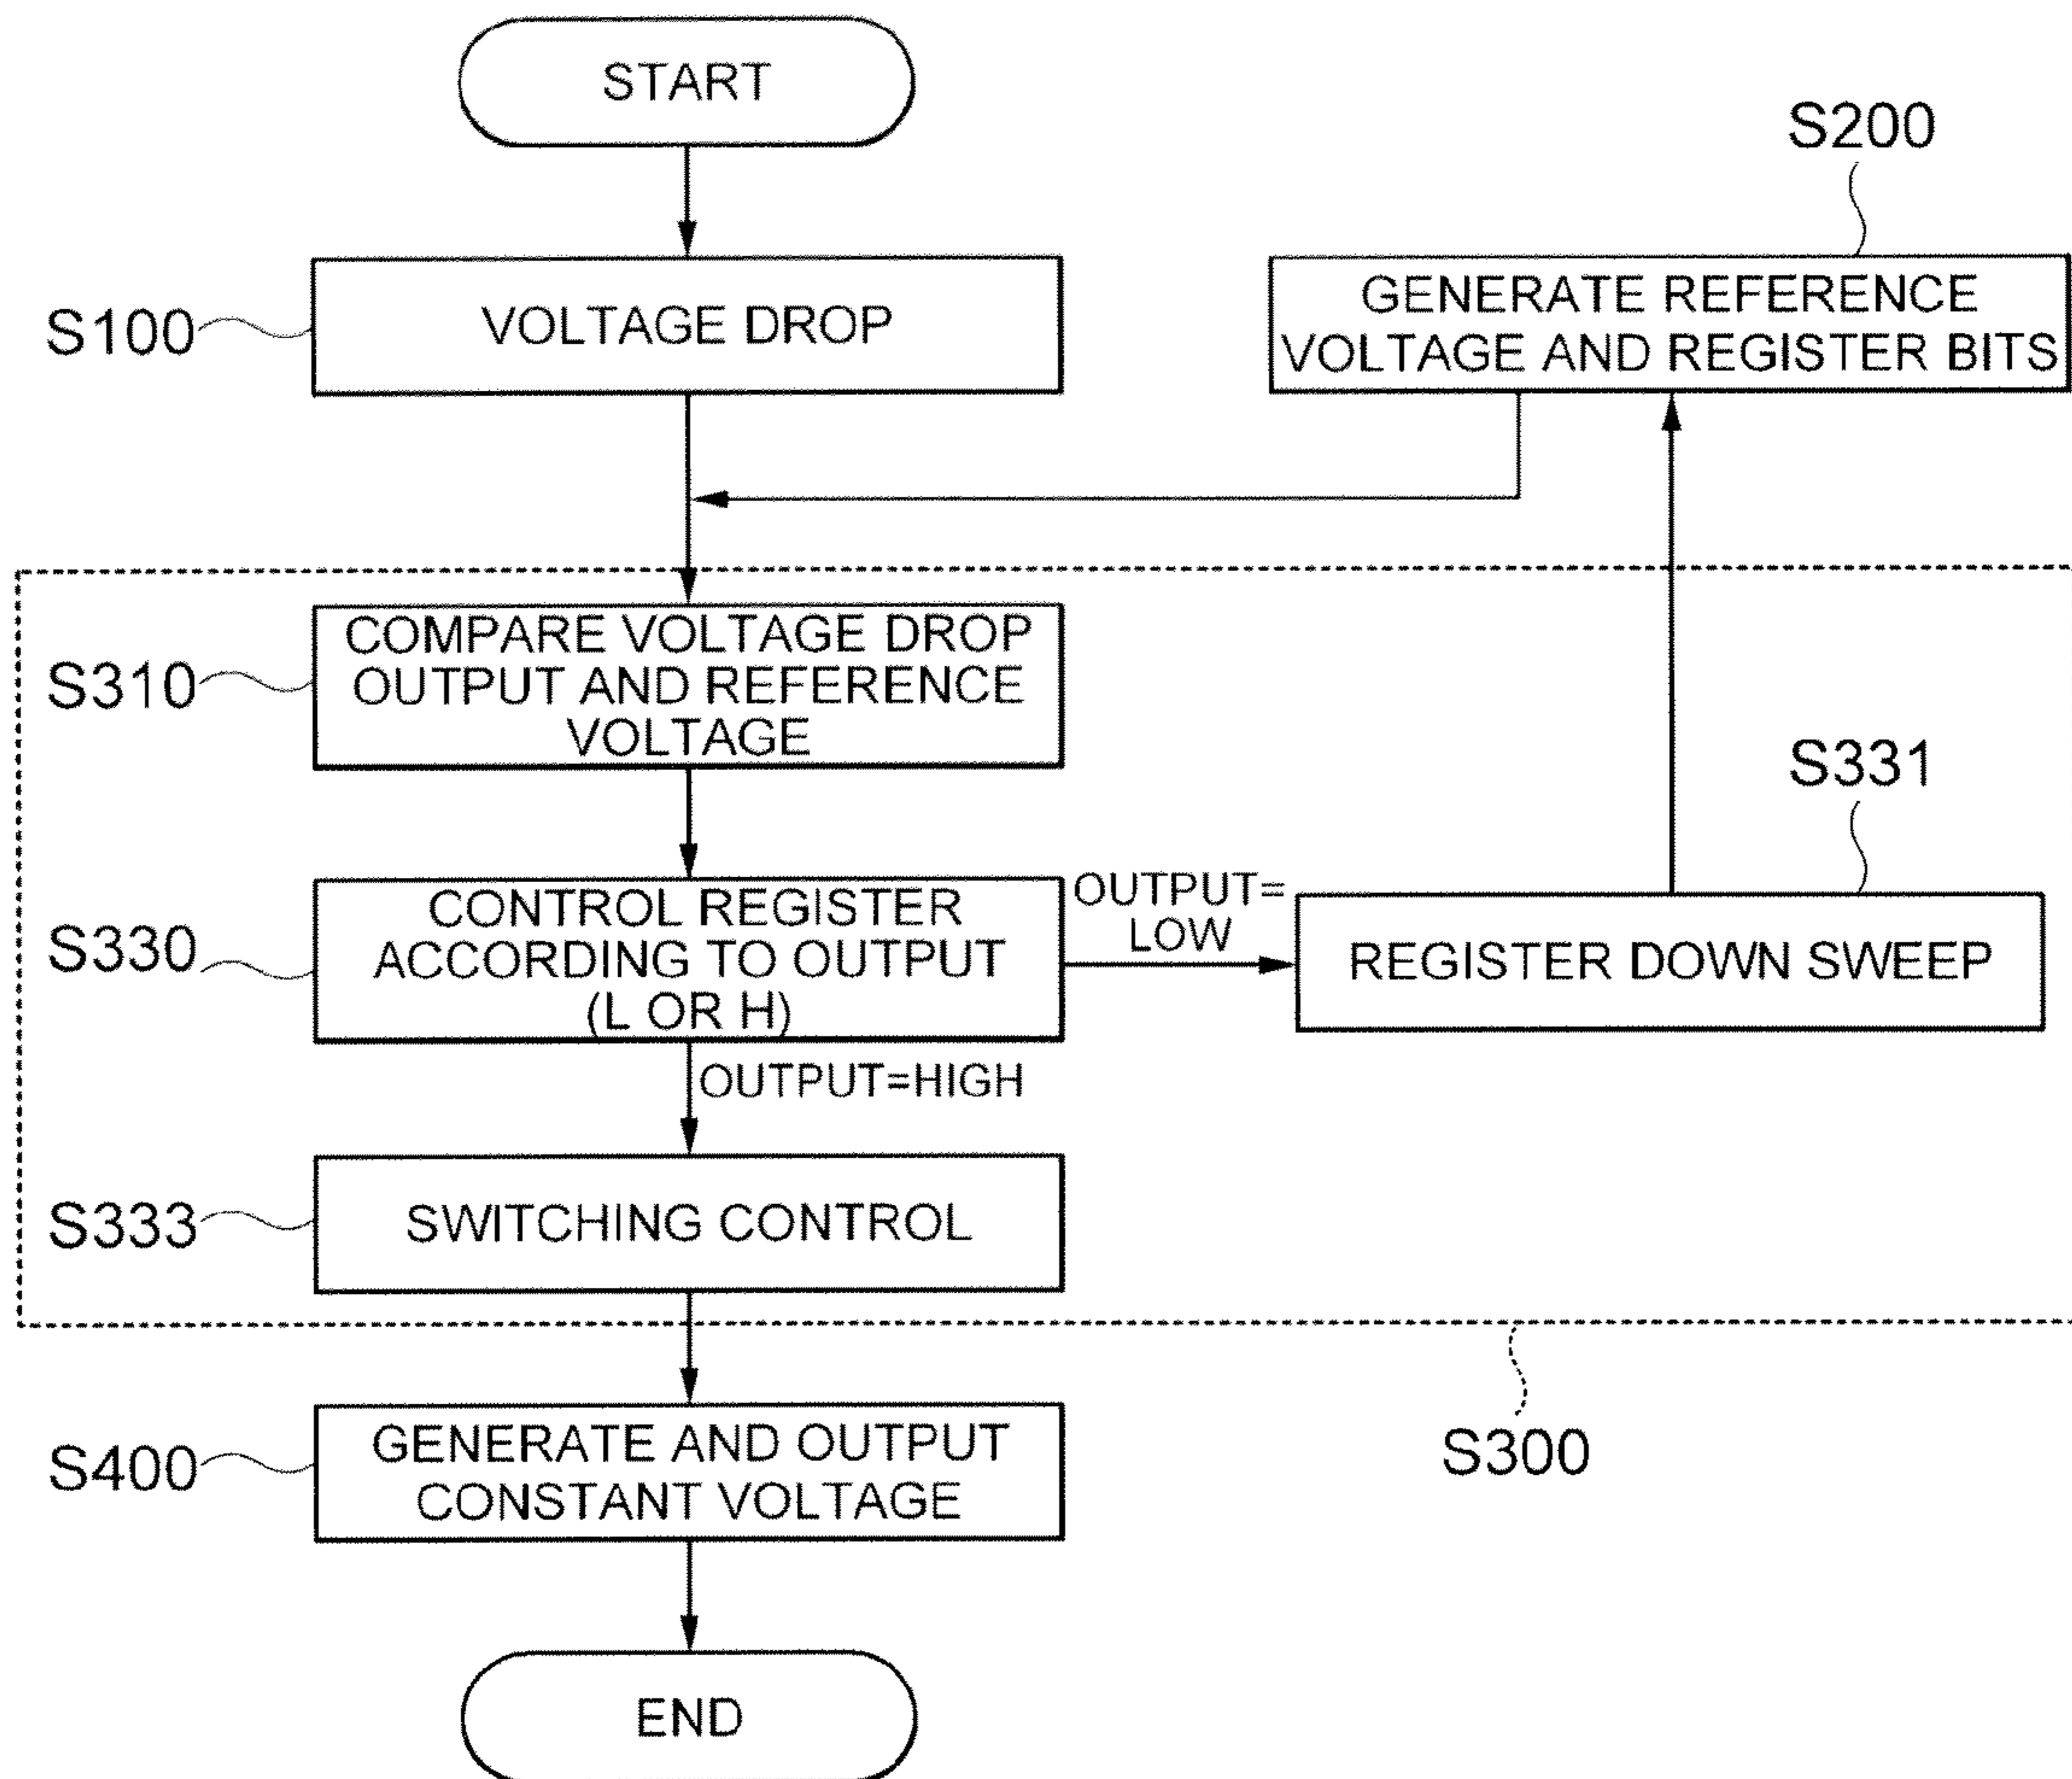 START
S200
S100
VOLTAGE DROP
GENERATE REFERENCE
VOLTAGE AND REGISTER BITS
S310
COMPARE VOLTAGE DROP
OUTPUT AND REFERENCE
VOLTAGE
S331
S330
CONTROL REGISTER
ACCORDING TO OUTPUT
(L OR H)
OUTPUT=
LOW
REGISTER DOWN SWEEP
OUTPUT=HIGH
S333
SWITCHING CONTROL
S300
S400
GENERATE AND OUTPUT
CONSTANT VOLTAGE
END